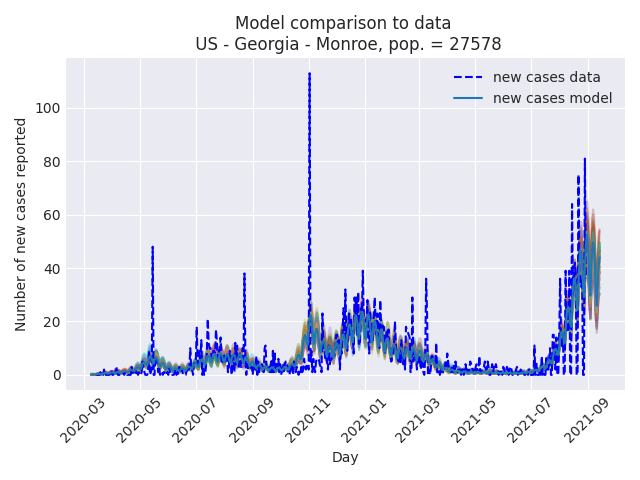 Model comparison to data
US - Georgia - Monroe, pop. = 27578
new cases data
new cases model
Number of new cases reported
100
80
60
40
20
0
2020-03
2020-05
2020-07
2020-09
2020-11
2021-01
2021-03
2021-05
2021-07
2021-09
Day